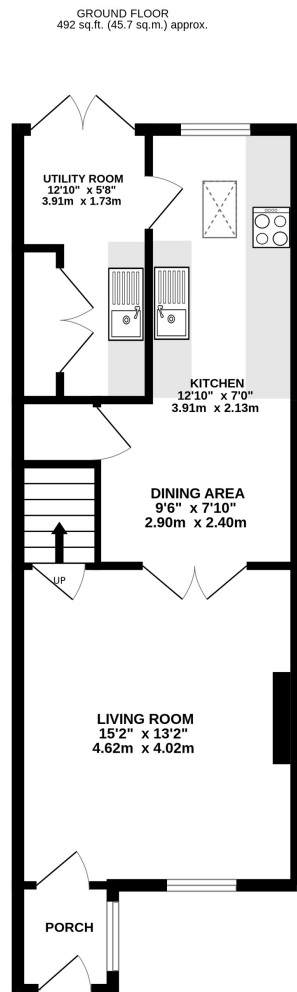 GROUND FLOOR
492 sq.ft. (45.7 sq.m.) approx.
UTILITY ROOM
12'10" x 5'8"
3.91m x 1.73m
KITCHEN
12'10" x 7'0"
3.91m x 2.13m
DINING AREA
9'6" x 7'10"
2.90m x 2.40m
UP
LIVING ROOM
15'2" x 13'2"
4.62m x 4.02m
PORCH